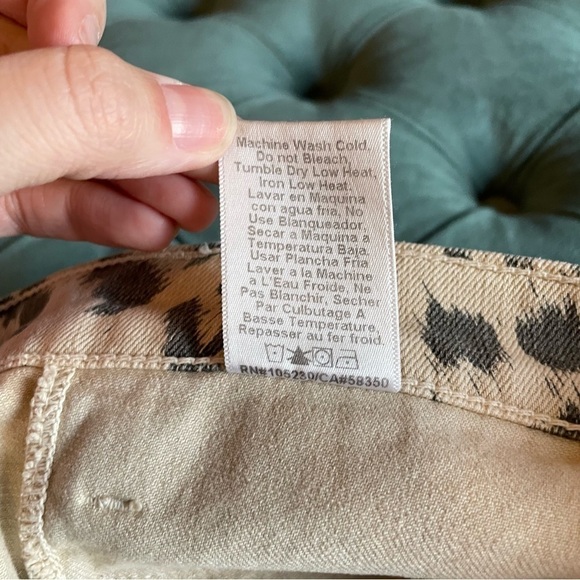 Machine Wash Cold,
Do not Bleach,
Tumble Dry Low Heat,
Iron Low Heat.
Lavar en Maquina
con agua fria, No
Use Blanqueador,
Secar a Maquina a
Temperatura Baja,
Usar Plancha Fria
Laver a la Machine
à L'Eau Froide, Ne
Pas Blanchir, Secher
Par Culbutage A
Basse Temperature,
Repasser au fer froid.
RN#105230/CA#58350